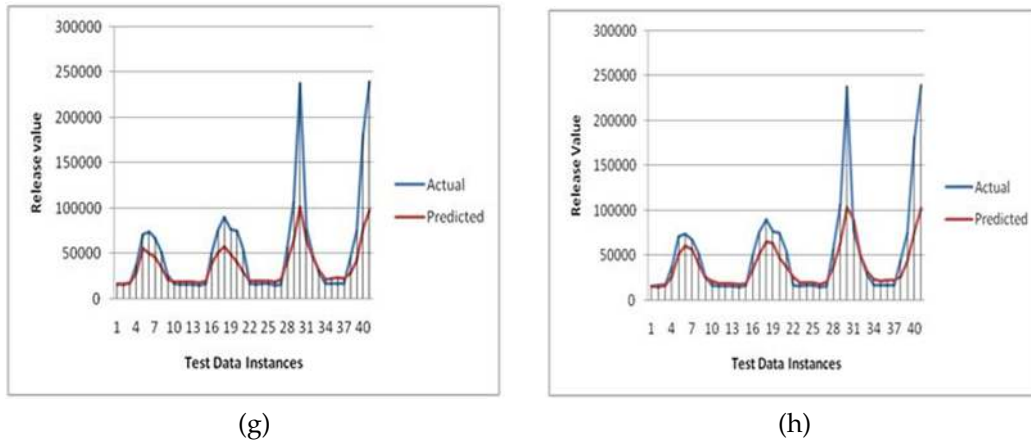 300000
250000
200000
150000
100000
50000
0
Release value
1 4 7 10 13 16 19 22 25 28 31 34 37 40
Test Data Instances
Actual
Predicted
(g)
300000
250000
200000
150000
100000
50000
0
Release Value
1 4 7 10 13 16 19 22 25 28 31 34 37 40
Test Data Instances
Actual
Predicted
(h)